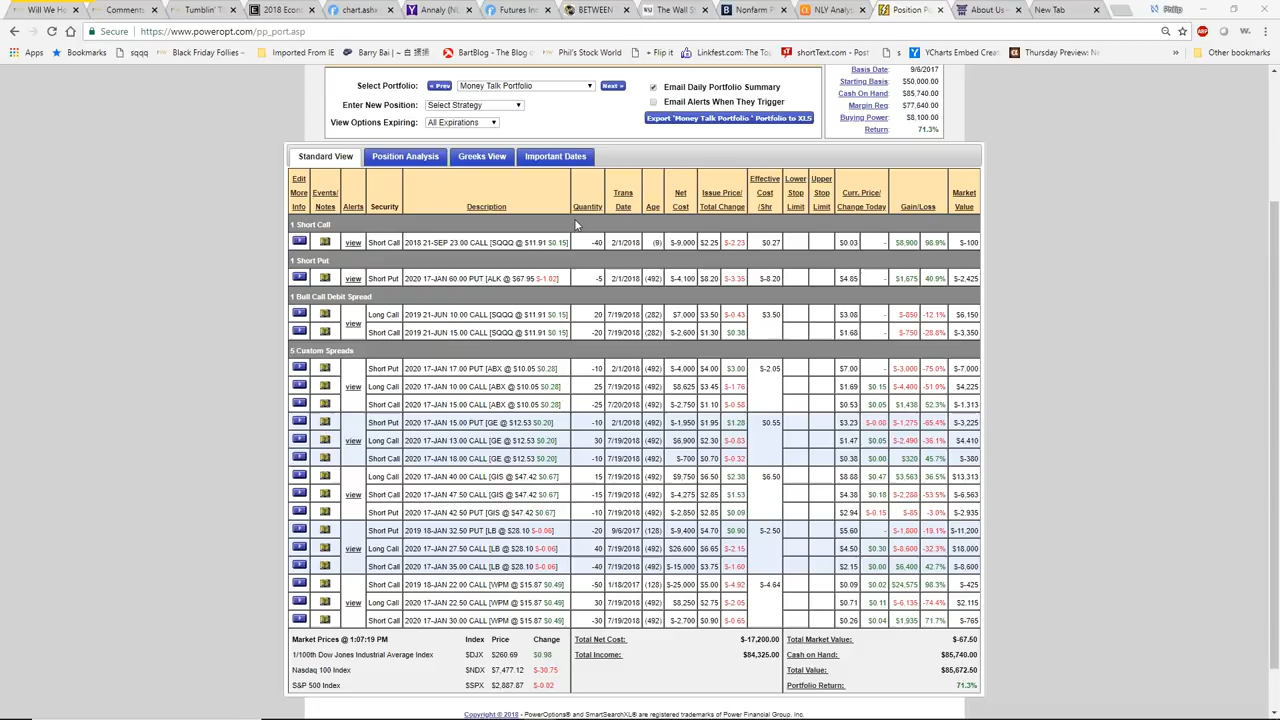 Will We Ho
Comments
Tumblin' T
2018 Econo
chart.ashx
Annaly (NL
Futures Inc
BETWEEN
The Wall S
Nonfarm P
NLY Analys
Position Po
About Us –
New Tab
Philip
Secure https://www.poweropt.com/pp_port.asp
Apps Bookmarks sqqq Black Friday Follies Imported From IE Barry Bai BartBlog - The Blog Phil's Stock World + Flip it Linkfest.com: The To shortText.com - Post s YCharts Embed Crea Thursday Preview: Ne Other bookmarks
Select Portfolio: « Prev Money Talk Portfolio Next »
Enter New Position: Select Strategy
View Options Expiring: All Expirations
Email Daily Portfolio Summary
Email Alerts When They Trigger
Export 'Money Talk Portfolio ' Portfolio to XLS
Basis Date: 9/6/2017
Starting Basis: $50,000.00
Cash On Hand: $85,740.00
Margin Req: $77,640.00
Buying Power: $8,100.00
Return: 71.3%
Standard View Position Analysis Greeks View Important Dates
Edit More Info Events/ Notes Alerts Security Description Quantity Trans Date Age Net Cost Issue Price/ Total Change Effective Cost /Shr Lower Stop Limit Upper Stop Limit Curr. Price/ Change Today Gain/Loss Market Value
1 Short Call
view Short Call 2018 21-SEP 23.00 CALL [SQQQ @ $11.91 $0.15] -40 2/1/2018 (9) $-9,000 $2.25 $-2.23 $0.27 $0.03 - $8,900 98.9% $-100
1 Short Put
view Short Put 2020 17-JAN 60.00 PUT [ALK @ $67.95 $-1.02] -5 2/1/2018 (492) $-4,100 $8.20 $-3.35 $-8.20 $4.85 - $1,675 40.9% $-2,425
1 Bull Call Debit Spread
view Long Call 2019 21-JUN 10.00 CALL [SQQQ @ $11.91 $0.15] 20 7/19/2018 (282) $7,000 $3.50 $-0.43 $3.50 $3.08 - $-850 -12.1% $6,150
Short Call 2019 21-JUN 15.00 CALL [SQQQ @ $11.91 $0.15] -20 7/19/2018 (282) $-2,600 $1.30 $0.38 $1.68 - $-750 -28.8% $-3,350
5 Custom Spreads
Short Put 2020 17-JAN 17.00 PUT [ABX @ $10.05 $0.28] -10 2/1/2018 (492) $-4,000 $4.00 $3.00 $-2.05 $7.00 - $-3,000 -75.0% $-7,000
view Long Call 2020 17-JAN 10.00 CALL [ABX @ $10.05 $0.28] 25 7/19/2018 (492) $8,625 $3.45 $-1.76 $1.69 $0.15 $-4,400 -51.0% $4,225
Short Call 2020 17-JAN 15.00 CALL [ABX @ $10.05 $0.28] -25 7/20/2018 (492) $-2,750 $1.10 $-0.58 $0.53 $0.05 $1,438 52.3% $-1,313
Short Put 2020 17-JAN 15.00 PUT [GE @ $12.53 $0.20] -10 2/1/2018 (492) $-1,950 $1.95 $1.28 $0.55 $3.23 $-0.08 $-1,275 -65.4% $-3,225
view Long Call 2020 17-JAN 13.00 CALL [GE @ $12.53 $0.20] 30 7/19/2018 (492) $6,900 $2.30 $-0.83 $1.47 $0.05 $-2,490 -36.1% $4,410
Short Call 2020 17-JAN 18.00 CALL [GE @ $12.53 $0.20] -10 7/19/2018 (492) $-700 $0.70 $-0.32 $0.38 $0.00 $320 45.7% $-380
Long Call 2020 17-JAN 40.00 CALL [GIS @ $47.42 $0.67] 15 7/19/2018 (492) $9,750 $6.50 $2.38 $6.50 $8.88 $0.47 $3,563 36.5% $13,313
view Short Call 2020 17-JAN 47.50 CALL [GIS @ $47.42 $0.67] -15 7/19/2018 (492) $-4,275 $2.85 $1.53 $4.38 $0.18 $-2,288 -53.5% $-6,563
Short Put 2020 17-JAN 42.50 PUT [GIS @ $47.42 $0.67] -10 7/19/2018 (492) $-2,850 $2.85 $0.09 $2.94 $-0.15 $-85 -3.0% $-2,935
Short Put 2019 18-JAN 32.50 PUT [LB @ $28.10 $-0.06] -20 9/6/2017 (128) $-9,400 $4.70 $0.90 $-2.50 $5.60 - $-1,800 -19.1% $-11,200
view Long Call 2020 17-JAN 27.50 CALL [LB @ $28.10 $-0.06] 40 7/19/2018 (492) $26,600 $6.65 $-2.15 $4.50 $0.30 $-8,600 -32.3% $18,000
Short Call 2020 17-JAN 35.00 CALL [LB @ $28.10 $-0.06] -40 7/19/2018 (492) $-15,000 $3.75 $-1.60 $2.15 $0.00 $6,400 42.7% $-8,600
Short Call 2019 18-JAN 22.00 CALL [WPM @ $15.87 $0.49] -50 1/18/2017 (128) $-25,000 $5.00 $-4.92 $-4.64 $0.09 $0.02 $24,575 98.3% $-425
view Long Call 2020 17-JAN 22.50 CALL [WPM @ $15.87 $0.49] 30 7/19/2018 (492) $8,250 $2.75 $-2.05 $0.71 $0.11 $-6,135 -74.4% $2,115
Short Call 2020 17-JAN 30.00 CALL [WPM @ $15.87 $0.49] -30 7/19/2018 (492) $-2,700 $0.90 $-0.65 $0.26 $0.04 $1,935 71.7% $-765
Market Prices @ 1:07:19 PM Index Price Change Total Net Cost: $-17,200.00 Total Market Value: $-67.50
1/100th Dow Jones Industrial Average Index $DJX $260.69 $0.98 Total Income: $84,325.00 Cash on Hand: $85,740.00
Nasdaq 100 Index $NDX $7,477.12 $-30.75 Total Value: $85,672.50
S&P 500 Index $SPX $2,887.87 $-0.02 Portfolio Return: 71.3%
Copyright © 2018 - PowerOptions® and SmartSearchXL® are registered trademarks of Power Financial Group, Inc.